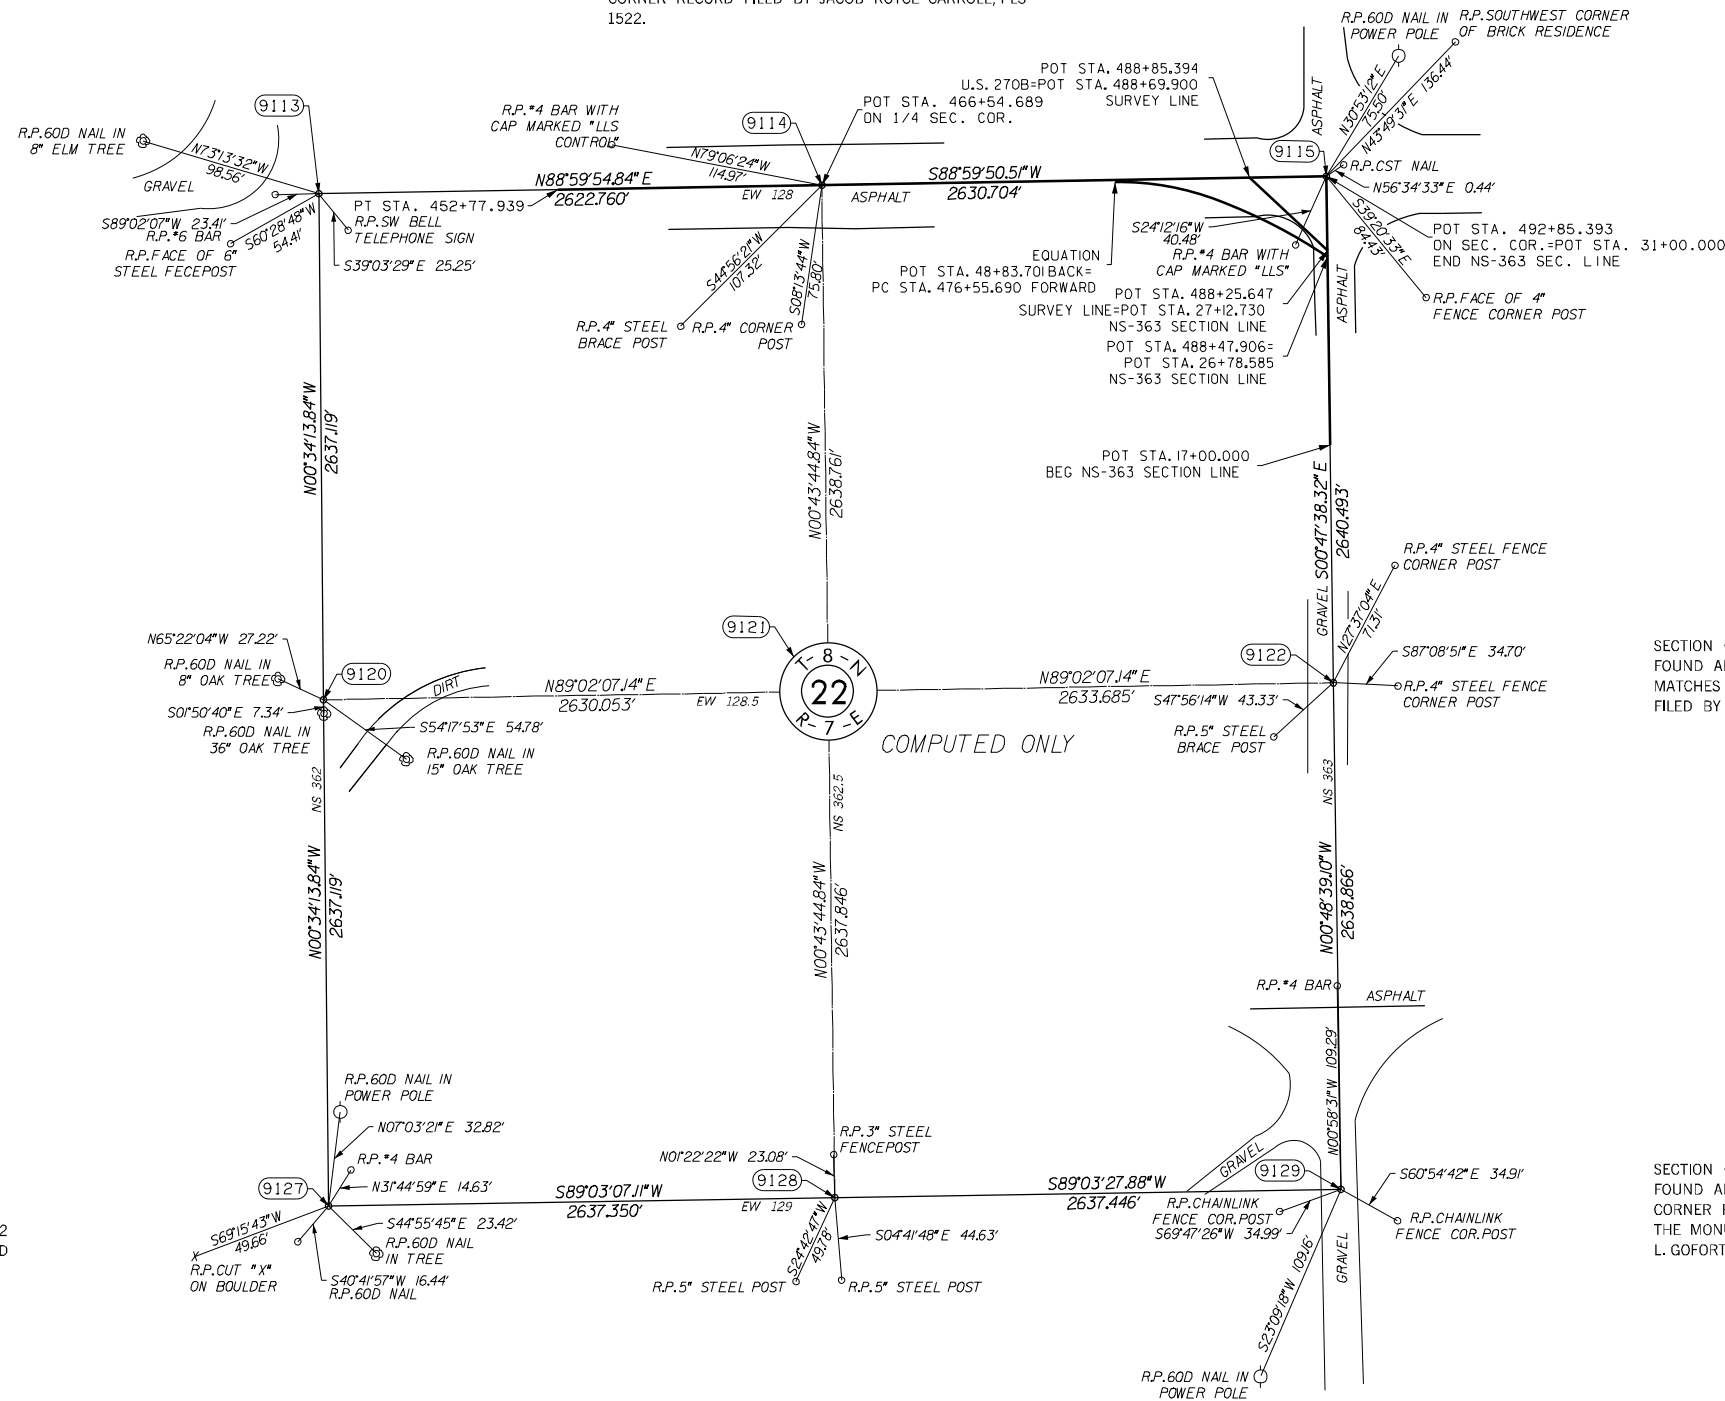 CORNER RECORD FILED BY JACOB ROYCE CARROLL, PLS
1522.
R.P.60D NAIL IN
POWER POLE
R.P.SOUTHWEST CORNER
OF BRICK RESIDENCE
N30°53'12"E
75.50'
N43°49'31"E 136.44'
ASPHALT
POT STA. 488+85.394
U.S. 270B=POT STA. 488+69.900
SURVEY LINE
POT STA. 466+54.689
ON 1/4 SEC. COR.
R.P.#4 BAR WITH
CAP MARKED "LLS
CONTROL"
9113
9114
9115
R.P.60D NAIL IN
8" ELM TREE
N73°13'32"W
98.56'
GRAVEL
N79°06'24"W
114.97'
R.P.CST NAIL
N56°34'33"E 0.44'
N88°59'54.84"E
2622.760'
EW 128
ASPHALT
S88°59'50.51"W
2630.704'
PT STA. 452+77.939
S89°02'07"W 23.41'
R.P.#6 BAR
S60°28'48"W
54.41'
R.P.FACE OF 6"
STEEL FECEPOST
R.P.SW BELL
TELEPHONE SIGN
S39°03'29"E 25.25'
S44°56'21"W
107.32'
S08°13'44"W
75.80'
R.P.4" STEEL
BRACE POST
R.P.4" CORNER
POST
S24°12'16"W
40.48'
R.P.#4 BAR WITH
CAP MARKED "LLS"
S39°20'33"E
84.43'
POT STA. 492+85.393
ON SEC. COR.=POT STA. 31+00.000
END NS-363 SEC. LINE
R.P.FACE OF 4"
FENCE CORNER POST
ASPHALT
EQUATION
POT STA. 48+83.701BACK=
PC STA. 476+55.690 FORWARD
POT STA. 488+25.647
SURVEY LINE=POT STA. 27+12.730
NS-363 SECTION LINE
POT STA. 488+47.906=
POT STA. 26+78.585
NS-363 SECTION LINE
POT STA. 17+00.000
BEG NS-363 SECTION LINE
N00°34'13.84"W
2637.119'
N00°43'44.84"W
2638.761'
GRAVEL
S00°47'38.32"E
2640.493'
R.P.4" STEEL FENCE
CORNER POST
N27°37'04"E
71.31'
9120
9121
9122
N65°22'04"W 27.22'
R.P.60D NAIL IN
8" OAK TREE
S01°50'40"E 7.34'
R.P.60D NAIL IN
36" OAK TREE
DIRT
S54°17'53"E 54.78'
R.P.60D NAIL IN
15" OAK TREE
N89°02'07.14"E
2630.053'
EW 128.5
T-8-N
22
R-7-E
COMPUTED ONLY
N89°02'07.14"E
2633.685'
S87°08'51"E 34.70'
R.P.4" STEEL FENCE
CORNER POST
S47°56'14"W 43.33'
R.P.5" STEEL
BRACE POST
SECTION
FOUND
MATCHES
FILED BY
NS 362
NS 362.5
NS 363
N00°34'13.84"W
2637.119'
N00°43'44.84"W
2637.846'
N00°48'39.10"W
2638.866'
R.P.#4 BAR
ASPHALT
N00°58'31"W 109.29'
R.P.60D NAIL IN
POWER POLE
N07°03'21"E 32.82'
R.P.#4 BAR
N31°44'59"E 14.63'
9127
9128
9129
N01°22'22"W 23.08'
R.P.3" STEEL
FENCEPOST
S89°03'07.11"W
2637.350'
EW 129
S89°03'27.88"W
2637.446'
GRAVEL
S60°54'42"E 34.91'
R.P.CHAINLINK
FENCE COR.POST
R.P.CHAINLINK
FENCE COR.POST
S69°47'26"W 34.99'
S69°15'43"W
49.66'
R.P.CUT "X"
ON BOULDER
X
S44°55'45"E 23.42'
R.P.60D NAIL
IN TREE
S40°41'57"W 16.44'
R.P.60D NAIL
S24°42'47"W
49.78'
S04°41'48"E 44.63'
R.P.5" STEEL POST
R.P.5" STEEL POST
S23°09'18"W 109.16'
GRAVEL
R.P.60D NAIL IN
POWER POLE
SECTION
FOUND
CORNER
THE
L. GOFORT
2
D